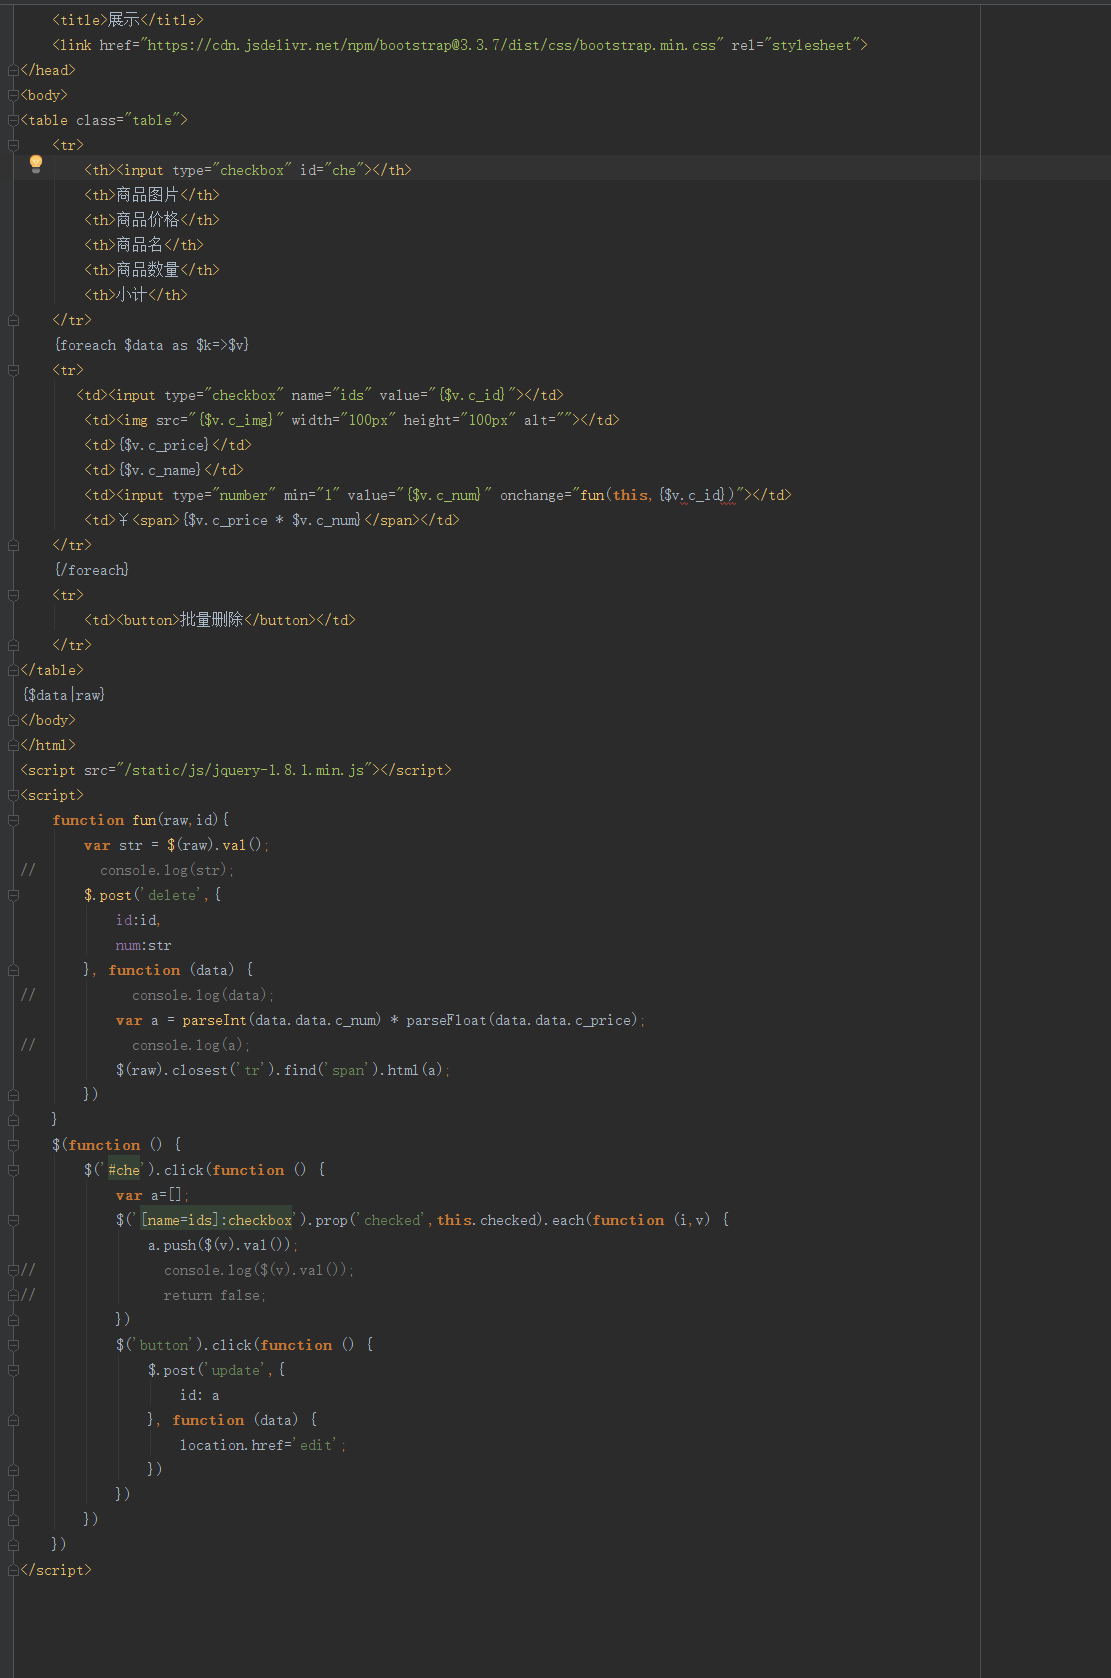 <title>展示</title>
<link href="https://cdn.jsdelivr.net/npm/bootstrap@3.3.7/dist/css/bootstrap.min.css" rel="stylesheet">
</head>
<body>
<table class="table">
<tr>
<th><input type="checkbox" id="che"></th>
<th>商品图片</th>
<th>商品价格</th>
<th>商品名</th>
<th>商品数量</th>
<th>小计</th>
</tr>
{foreach $data as $k=>$v}
<tr>
<td><input type="checkbox" name="ids" value="{$v.c_id}"></td>
<td><img src="{$v.c_img}" width="100px" height="100px" alt=""></td>
<td>{$v.c_price}</td>
<td>{$v.c_name}</td>
<td><input type="number" min="1" value="{$v.c_num}" onchange="fun(this,{$v.c_id})"></td>
<td>￥<span>{$v.c_price * $v.c_num}</span></td>
</tr>
{/foreach}
<tr>
<td><button>批量删除</button></td>
</tr>
</table>
{$data|raw}
</body>
</html>
<script src="/static/js/jquery-1.8.1.min.js"></script>
<script>
function fun(raw,id){
var str = $(raw).val();
// console.log(str);
$.post('delete',{
id:id,
num:str
}, function (data) {
// console.log(data);
var a = parseInt(data.data.c_num) * parseFloat(data.data.c_price);
// console.log(a);
$(raw).closest('tr').find('span').html(a);
})
}
$(function () {
$('#che').click(function () {
var a=[];
$('[name=ids]:checkbox').prop('checked',this.checked).each(function (i,v) {
a.push($(v).val());
// console.log($(v).val());
// return false;
})
$('button').click(function () {
$.post('update',{
id: a
}, function (data) {
location.href='edit';
})
})
})
})
</script>